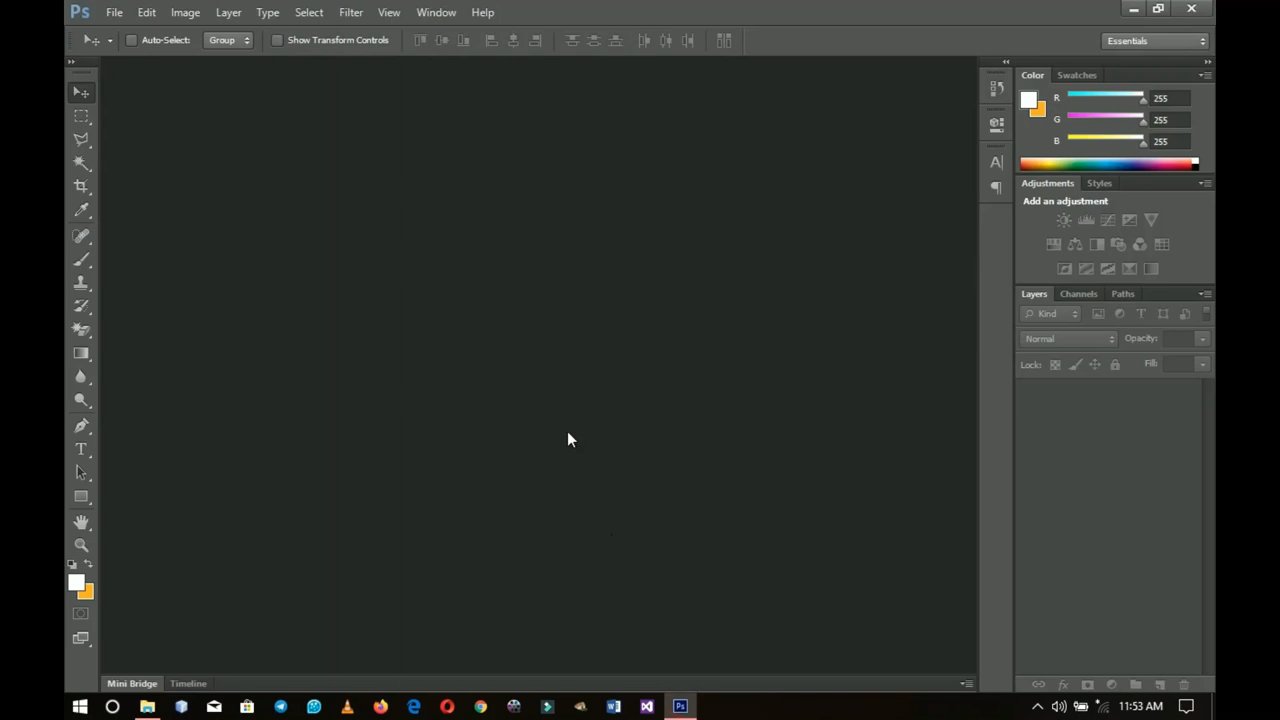 Ps File Edit Image Layer Type Select Filter View Window Help
Auto-Select: Group Show Transform Controls Essentials
Color Swatches
R 255
G 255
B 255
Adjustments Styles
Add an adjustment
Layers Channels Paths
Kind
Normal Opacity:
Lock: Fill:
Mini Bridge Timeline
11:53 AM